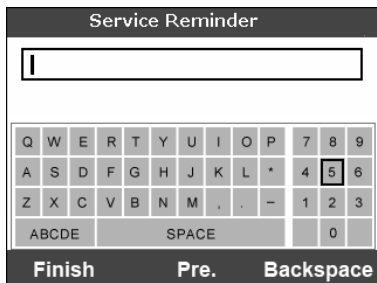 Service Reminder
Q W E R T Y U I O P 7 8 9
A S D F G H J K L * 4 5 6
Z X C V B N M , . – 1 2 3
ABCDE SPACE 0
Finish Pre. Backspace